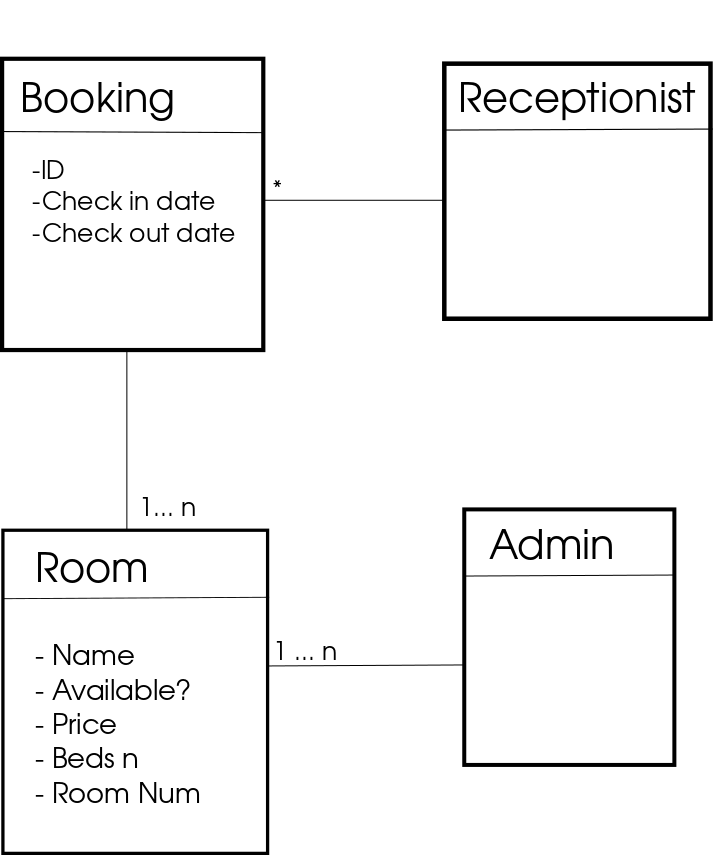 Booking
-ID
-Check in date
-Check out date
*
Receptionist
1... n
Room
- Name
- Available?
- Price
- Beds n
- Room Num
1 ... n
Admin